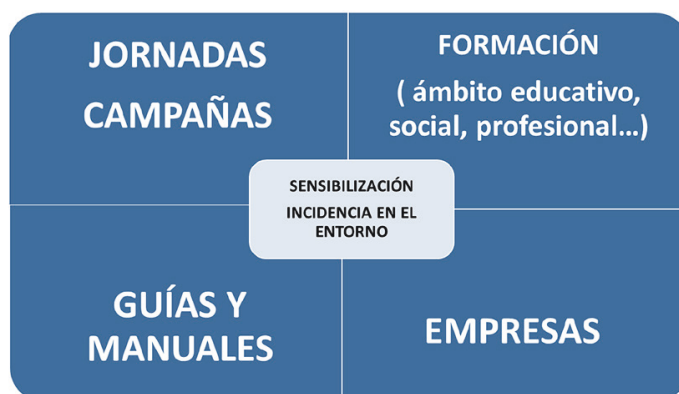 JORNADAS
CAMPAÑAS
FORMACIÓN
( ámbito educativo,
social, profesional...)
SENSIBILIZACIÓN
INCIDENCIA EN EL
ENTORNO
GUÍAS Y
MANUALES
EMPRESAS